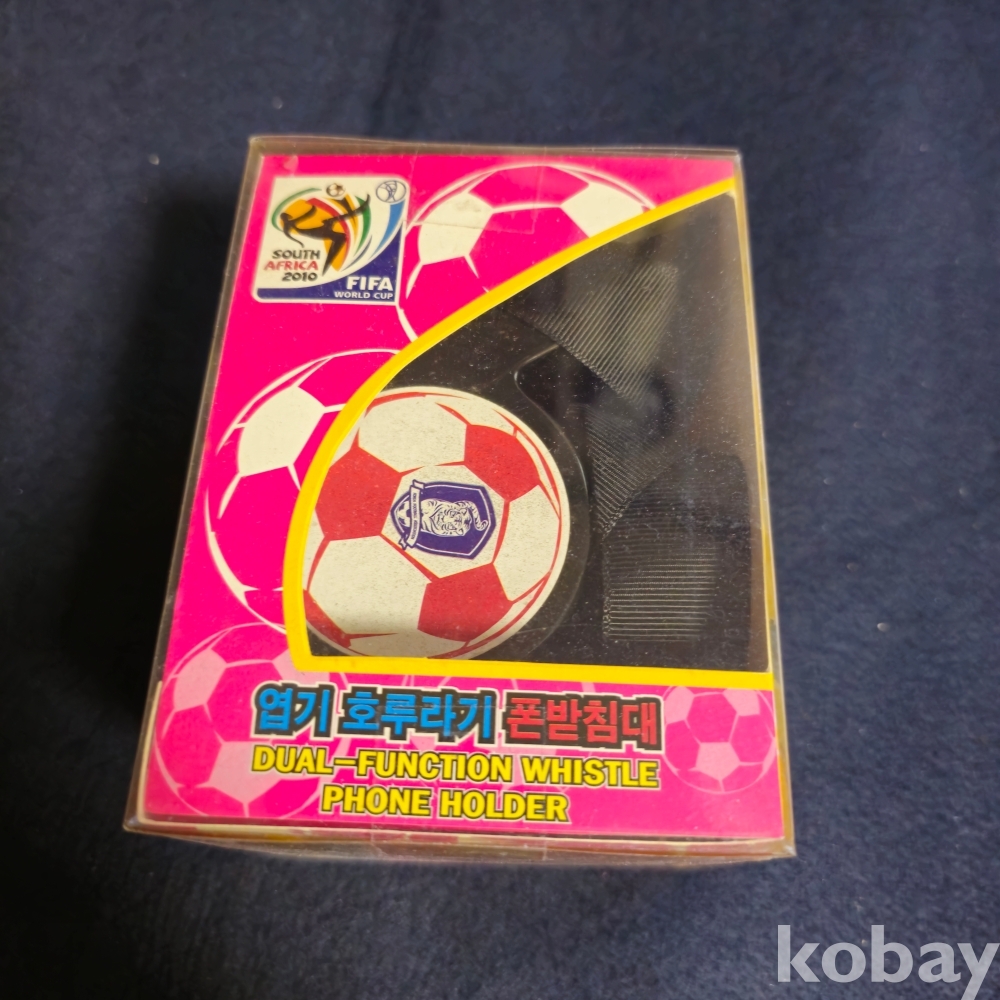 SOUTH
AFRICA
2010
FIFA
WORLD CUP
엽기 호루라기 폰받침대
DUAL-FUNCTION WHISTLE
PHONE HOLDER
kobay